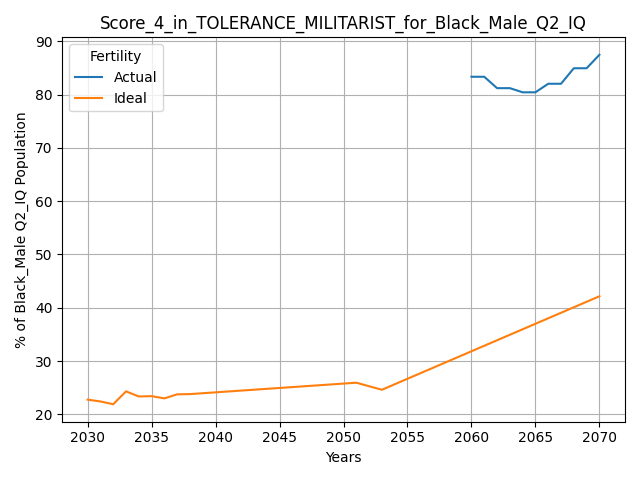 Score_4_in_TOLERANCE_MILITARIST_for_Black_Male_Q2_IQ
Fertility
Actual
Ideal
% of Black_Male Q2_IQ Population
90
80
70
60
50
40
30
20
2030 2035 2040 2045 2050 2055 2060 2065 2070
Years